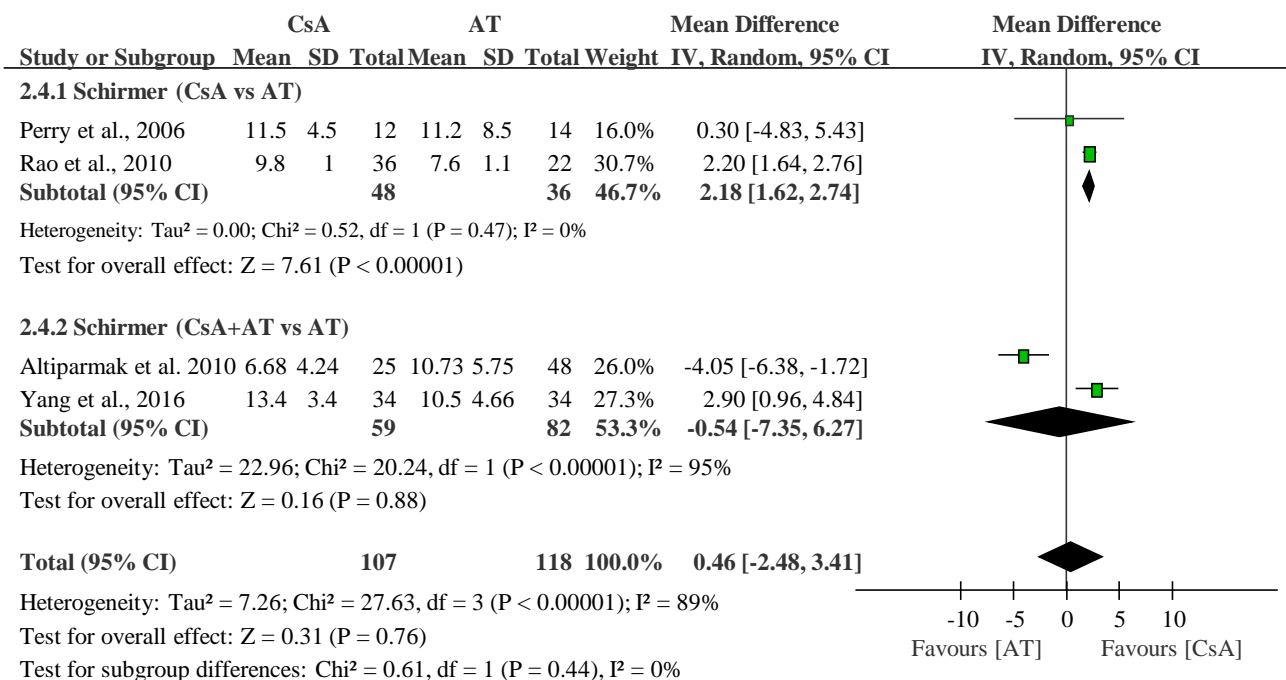 CsA AT Mean Difference Mean Difference
Study or Subgroup Mean SD Total Mean SD Total Weight IV, Random, 95% CI IV, Random, 95% CI
2.4.1 Schirmer (CsA vs AT)
Perry et al., 2006 11.5 4.5 12 11.2 8.5 14 16.0% 0.30 [-4.83, 5.43]
Rao et al., 2010 9.8 1 36 7.6 1.1 22 30.7% 2.20 [1.64, 2.76]
Subtotal (95% CI) 48 36 46.7% 2.18 [1.62, 2.74]
Heterogeneity: Tau² = 0.00; Chi² = 0.52, df = 1 (P = 0.47); I² = 0%
Test for overall effect: Z = 7.61 (P < 0.00001)
2.4.2 Schirmer (CsA+AT vs AT)
Altiparmak et al. 2010 6.68 4.24 25 10.73 5.75 48 26.0% -4.05 [-6.38, -1.72]
Yang et al., 2016 13.4 3.4 34 10.5 4.66 34 27.3% 2.90 [0.96, 4.84]
Subtotal (95% CI) 59 82 53.3% -0.54 [-7.35, 6.27]
Heterogeneity: Tau² = 22.96; Chi² = 20.24, df = 1 (P < 0.00001); I² = 95%
Test for overall effect: Z = 0.16 (P = 0.88)
Total (95% CI) 107 118 100.0% 0.46 [-2.48, 3.41]
Heterogeneity: Tau² = 7.26; Chi² = 27.63, df = 3 (P < 0.00001); I² = 89%
Test for overall effect: Z = 0.31 (P = 0.76)
Test for subgroup differences: Chi² = 0.61, df = 1 (P = 0.44), I² = 0%
-10 -5 0 5 10
Favours [AT] Favours [CsA]